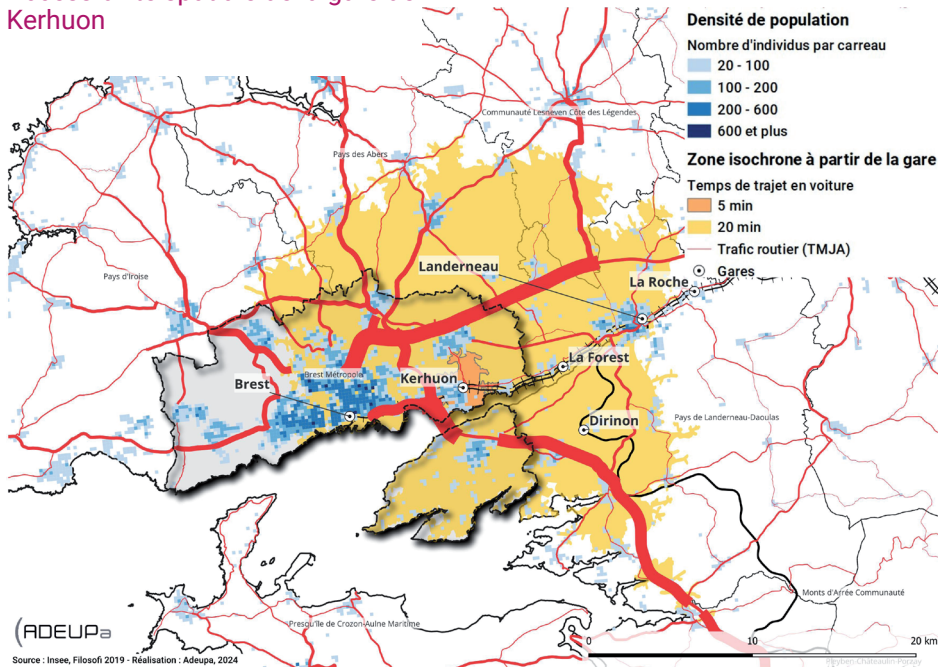 Kerhuon
Densité de population
Nombre d'individus par carreau
20 - 100
100 - 200
200 - 600
600 et plus
Zone isochrone à partir de la gare
Temps de trajet en voiture
5 min
20 min
Trafic routier (TMJA)
Gares
Communauté Lesneven Côte des Légendes
Pays des Abers
Landerneau
Pays d'Iroise
La Roche
La Forest
Brest Métropole
Brest
Kerhuon
Dirinon
Pays de Landerneau-Daoulas
Monts d'Arrée Communauté
Presqu'île de Crozon-Aulne Maritime
ADEUPa
0 10 20 km
Source : Insee, Filosofi 2019 - Réalisation : Adeupa, 2024